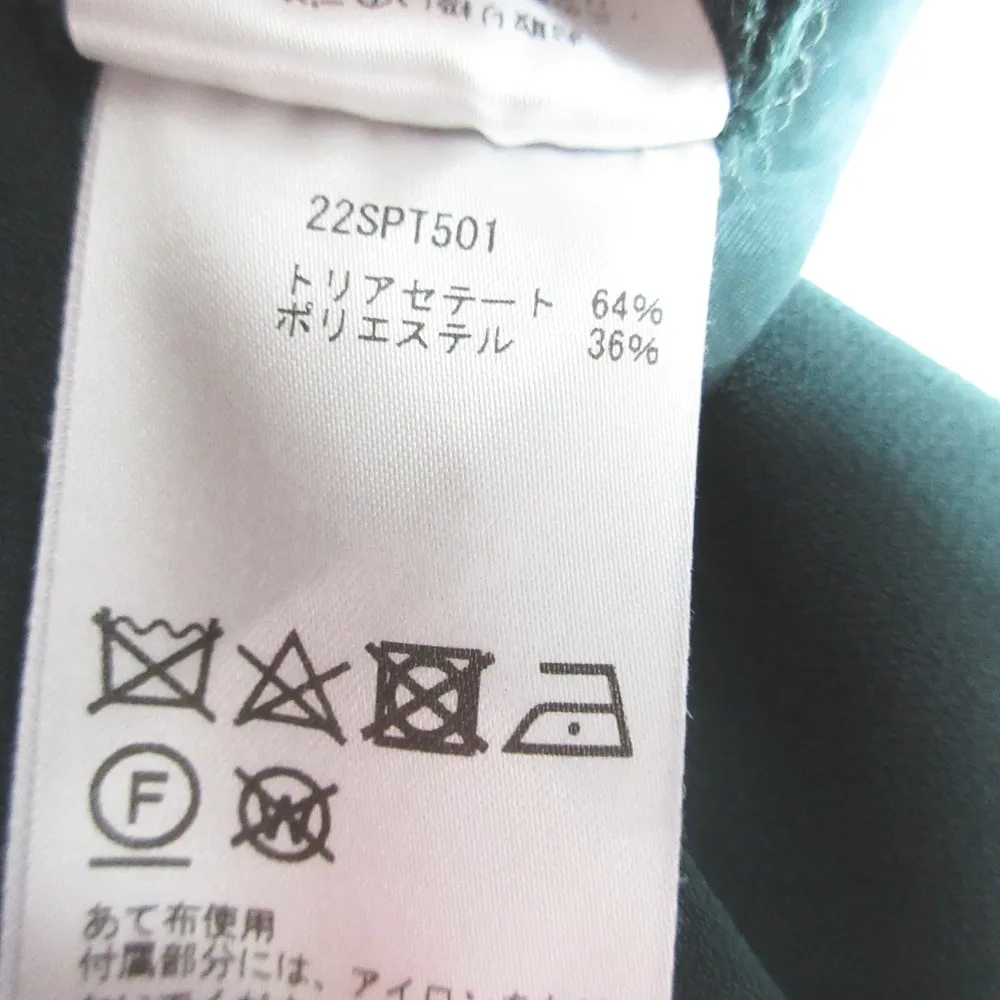 22SPT501
トリアセテート 64%
ポリエステル 36%
F
W
あて布使用
付属部分には、アイロンを